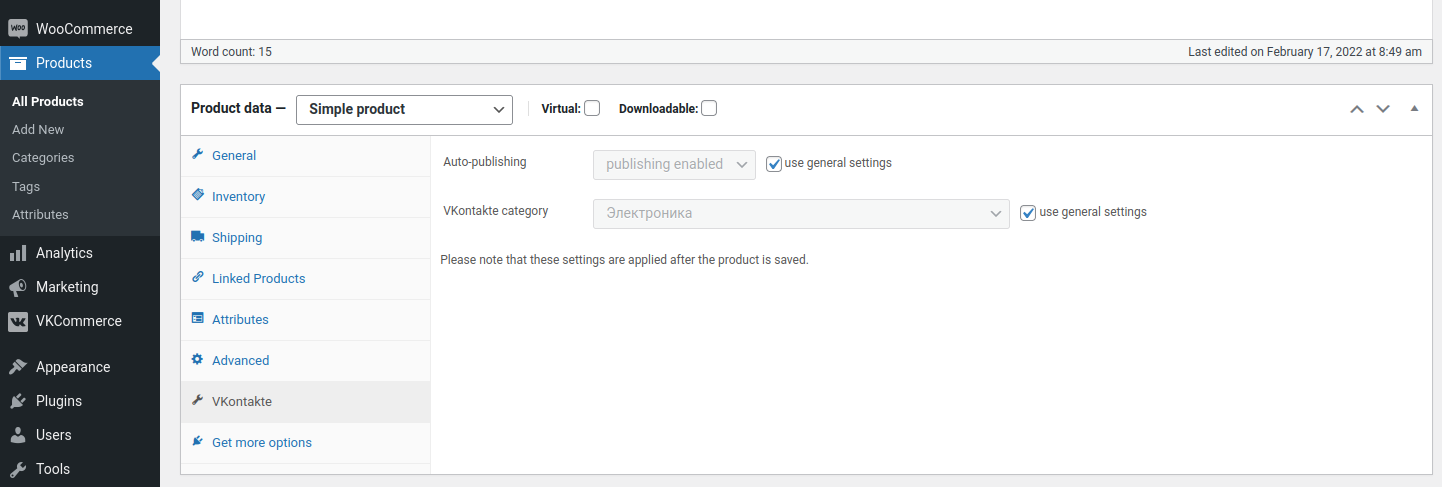 WooCommerce
Products
All Products
Add New
Categories
Tags
Attributes
Analytics
Marketing
VKCommerce
Appearance
Plugins
Users
Tools
Word count: 15
Last edited on February 17, 2022 at 8:49 am
Product data — Simple product Virtual: Downloadable:
General
Inventory
Shipping
Linked Products
Attributes
Advanced
VKontakte
Get more options
Auto-publishing publishing enabled use general settings
VKontakte category Электроника use general settings
Please note that these settings are applied after the product is saved.